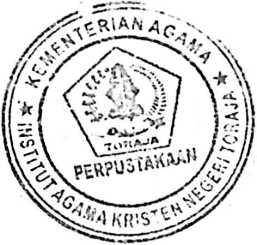 KEMENTERIAN AGAMA
TORAJA
PERPUSTAKAAN
INSTITUT AGAMA KRISTEN NEGERI TORAJA